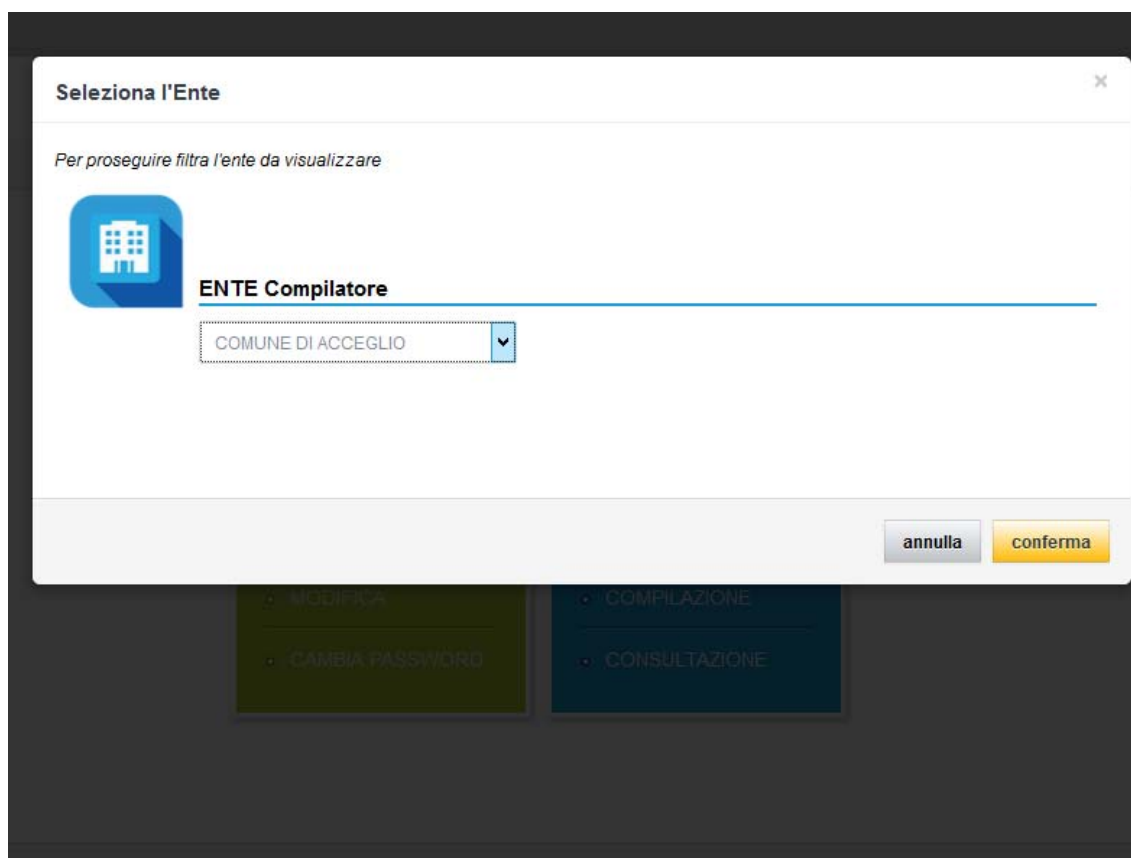 Seleziona l'Ente
×
Per proseguire filtra l'ente da visualizzare
ENTE Compilatore
COMUNE DI ACCEGLIO
annulla
conferma
MODIFICA
COMPILAZIONE
CAMBIA PASSWORD
CONSULTAZIONE